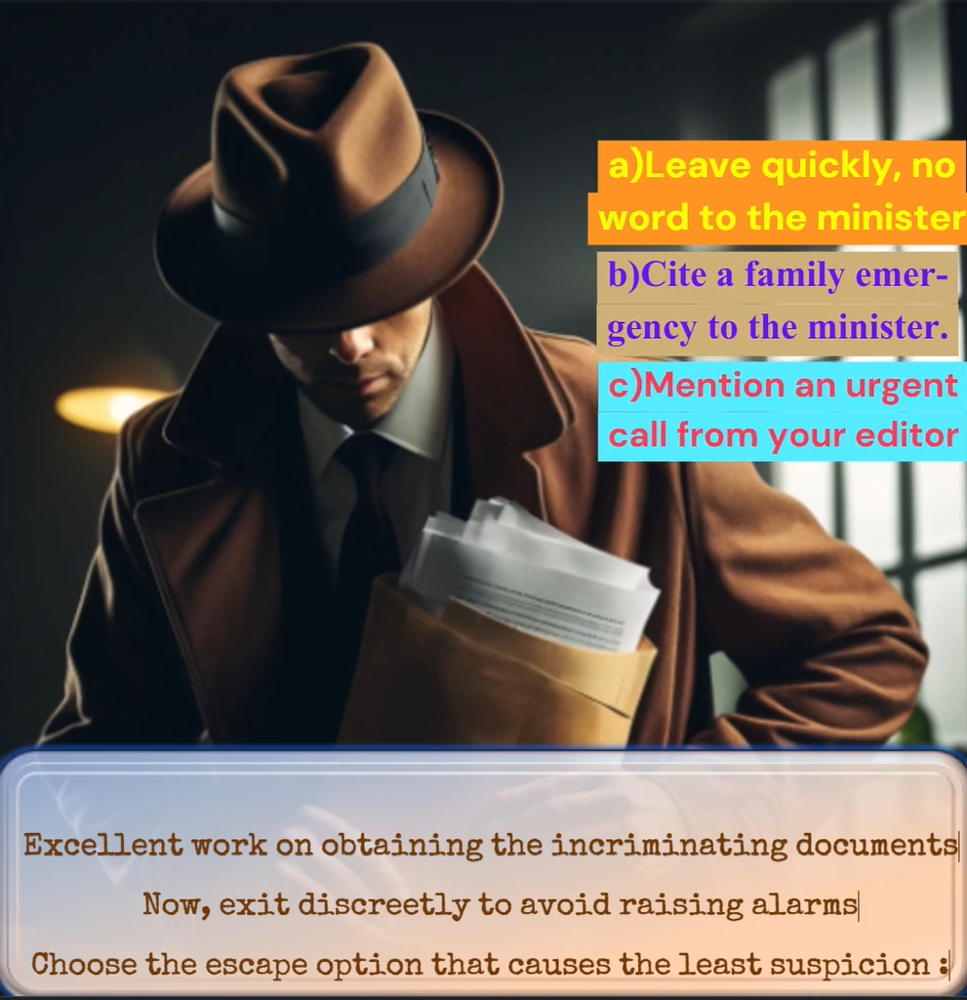 a)Leave quickly, no
word to the minister
b)Cite a family emer-
gency to the minister.
c)Mention an urgent
call from your editor
Excellent work on obtaining the incriminating documents
Now, exit discreetly to avoid raising alarms
Choose the escape option that causes the least suspicion :